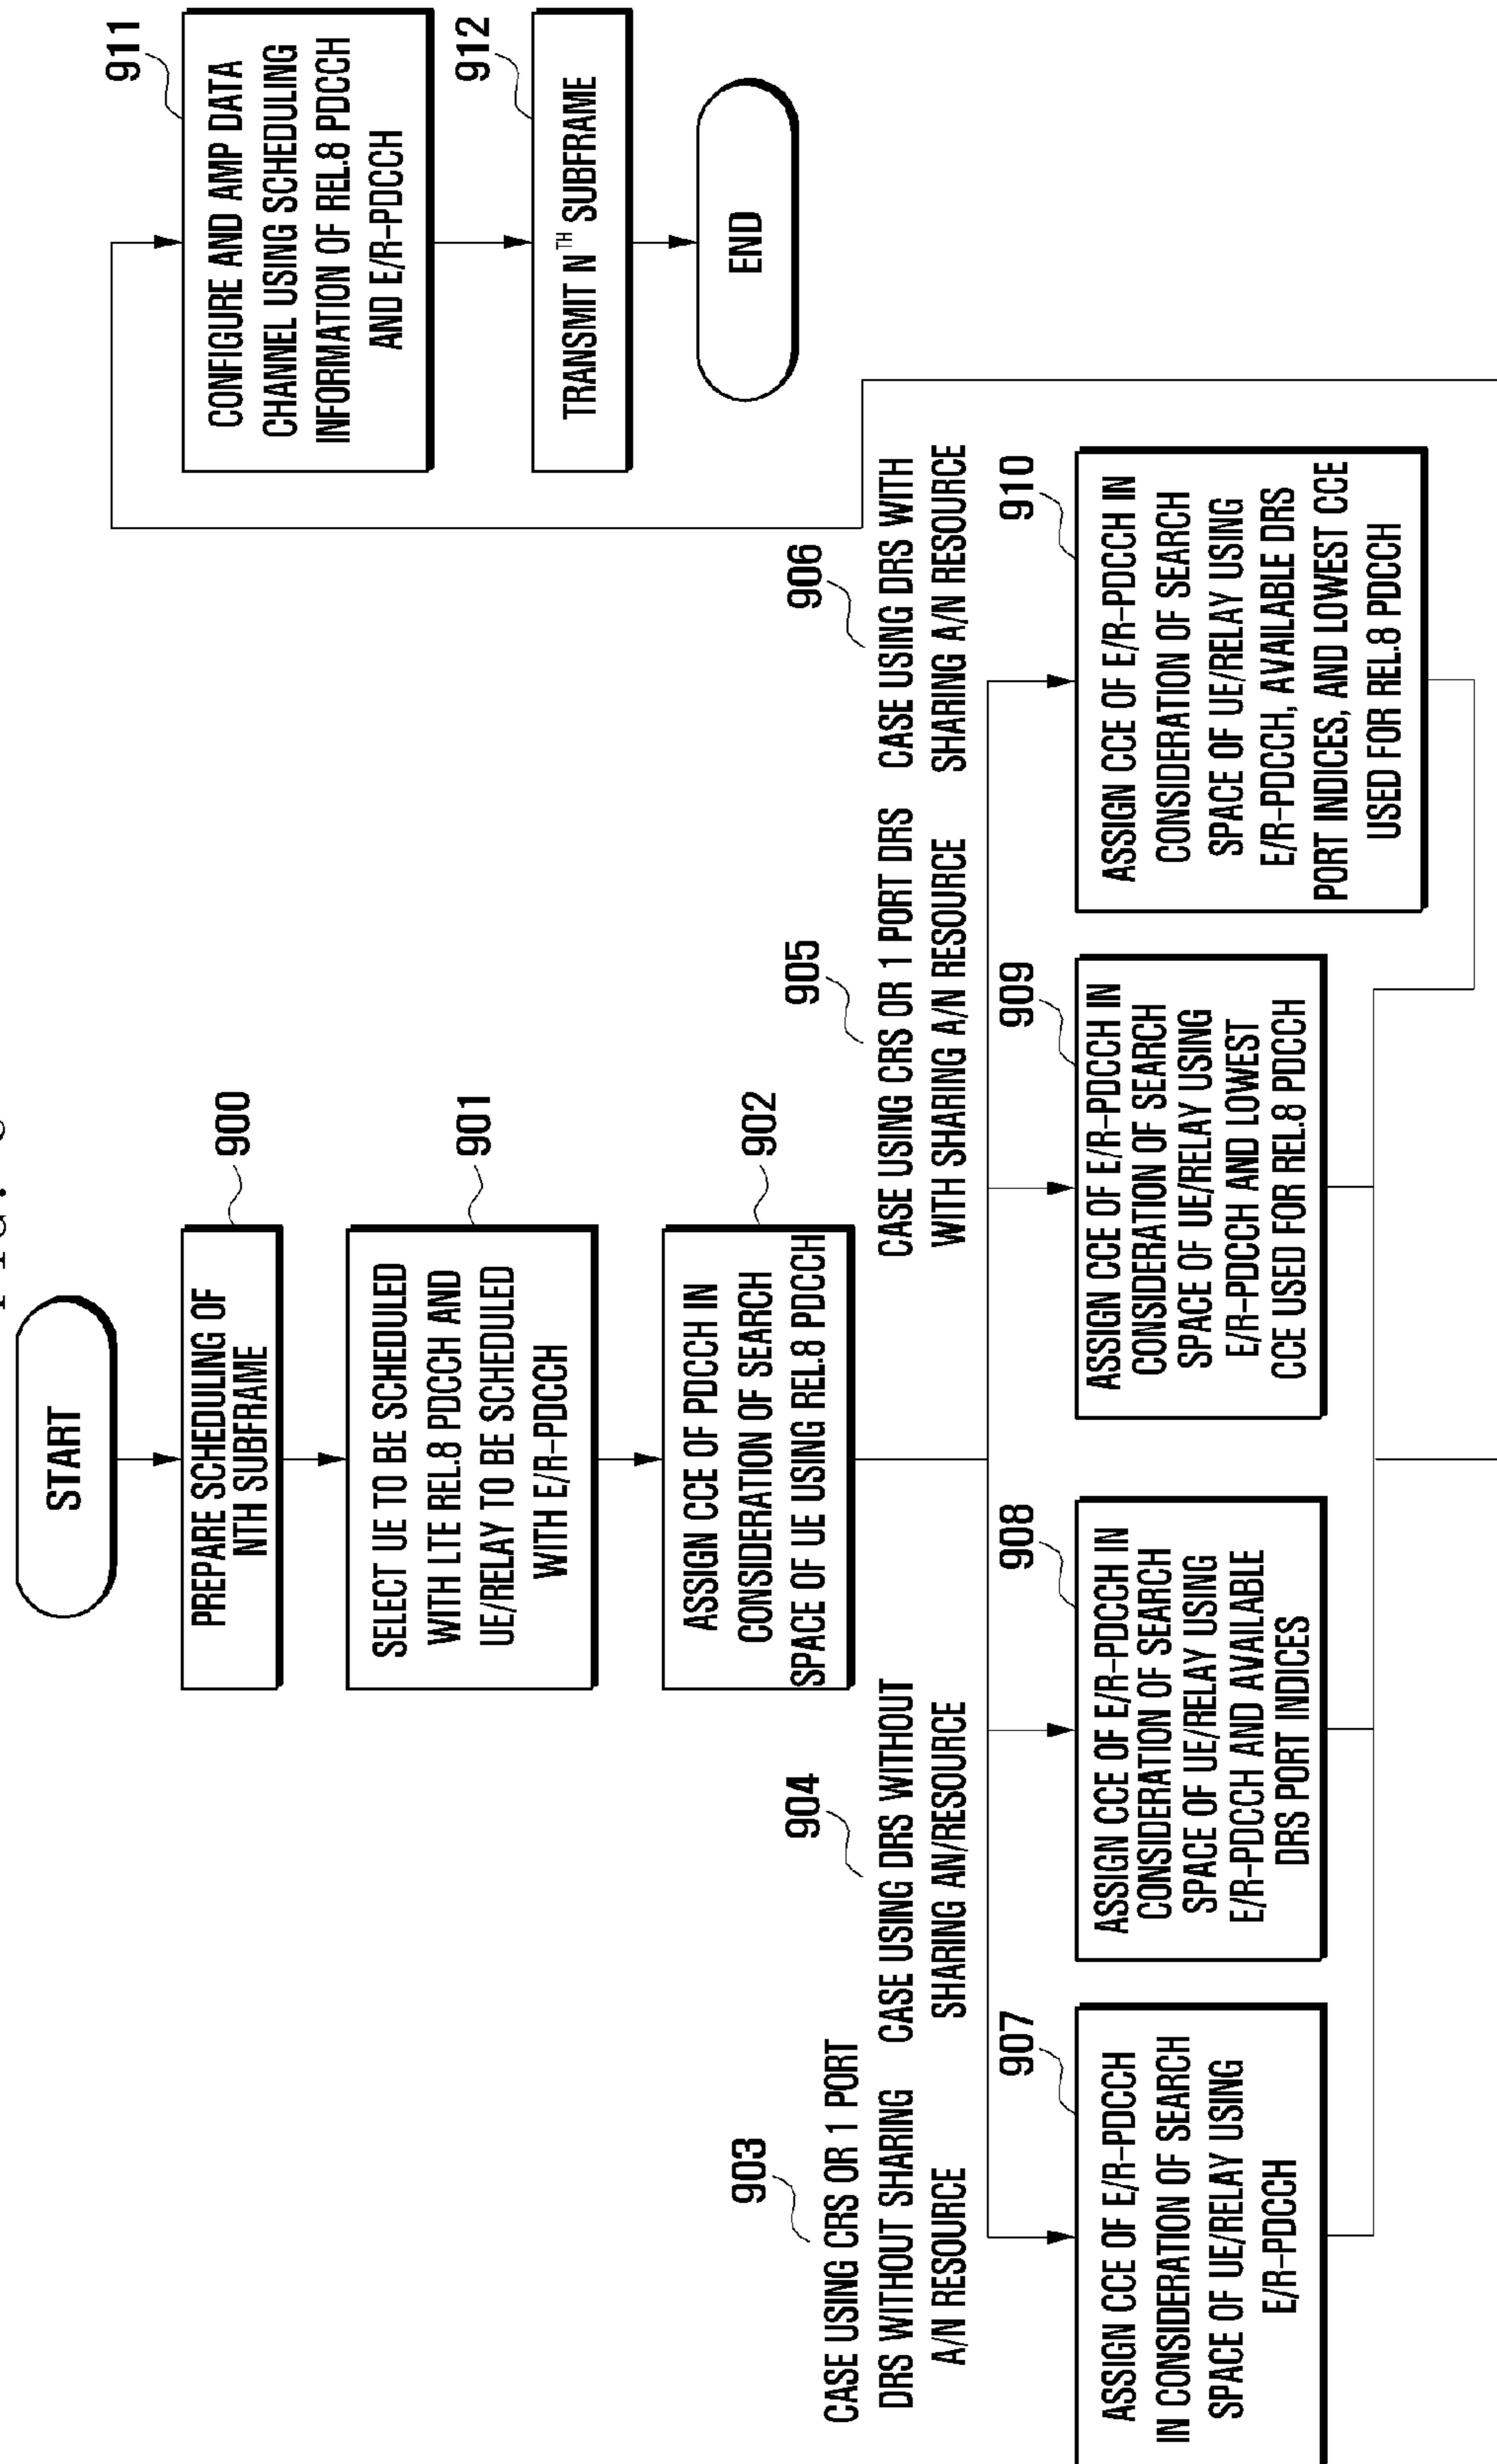 START
PREPARE SCHEDULING OF
NTH SUBFRAME
900
SELECT UE TO BE SCHEDULED
WITH LTE REL.8 PDCCH AND
UE/RELAY TO BE SCHEDULED
WITH E/R-PDCCH
901
ASSIGN CCE OF PDCCH IN
CONSIDERATION OF SEARCH
SPACE OF UE USING REL.8 PDCCH
902
903
CASE USING CRS OR 1 PORT
DRS WITHOUT SHARING
A/N RESOURCE
904
CASE USING DRS WITHOUT
SHARING AN/RESOURCE
905
CASE USING CRS OR 1 PORT DRS
WITH SHARING A/N RESOURCE
906
CASE USING DRS WITH
SHARING A/N RESOURCE
907
ASSIGN CCE OF E/R-PDCCH
IN CONSIDERATION OF SEARCH
SPACE OF UE/RELAY USING
E/R-PDCCH
908
ASSIGN CCE OF E/R-PDCCH IN
CONSIDERATION OF SEARCH
SPACE OF UE/RELAY USING
E/R-PDCCH AND AVAILABLE
DRS PORT INDICES
909
ASSIGN CCE OF E/R-PDCCH IN
CONSIDERATION OF SEARCH
SPACE OF UE/RELAY USING
E/R-PDCCH AND LOWEST
CCE USED FOR REL.8 PDCCH
910
ASSIGN CCE OF E/R-PDCCH IN
CONSIDERATION OF SEARCH
SPACE OF UE/RELAY USING
E/R-PDCCH, AVAILABLE DRS
PORT INDICES, AND LOWEST CCE
USED FOR REL.8 PDCCH
911
CONFIGURE AND AMP DATA
CHANNEL USING SCHEDULING
INFORMATION OF REL.8 PDCCH
AND E/R-PDCCH
912
TRANSMIT N^TH SUBFRAME
END